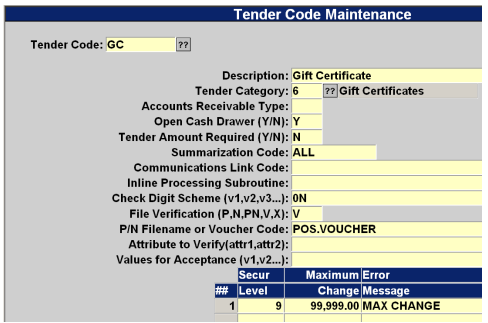 Tender Code Maintenance
Tender Code: GC ??
Description: Gift Certificate
Tender Category: 6 ?? Gift Certificates
Accounts Receivable Type:
Open Cash Drawer (Y/N): Y
Tender Amount Required (Y/N): N
Summarization Code: ALL
Communications Link Code:
Inline Processing Subroutine:
Check Digit Scheme (v1,v2,v3...): 0N
File Verification (P,N,PN,V,X): V
P/N Filename or Voucher Code: POS.VOUCHER
Attribute to Verify(attr1,attr2):
Values for Acceptance (v1,v2...):
Secur Maximum Error
## Level Change Message
1 9 99,999.00 MAX CHANGE